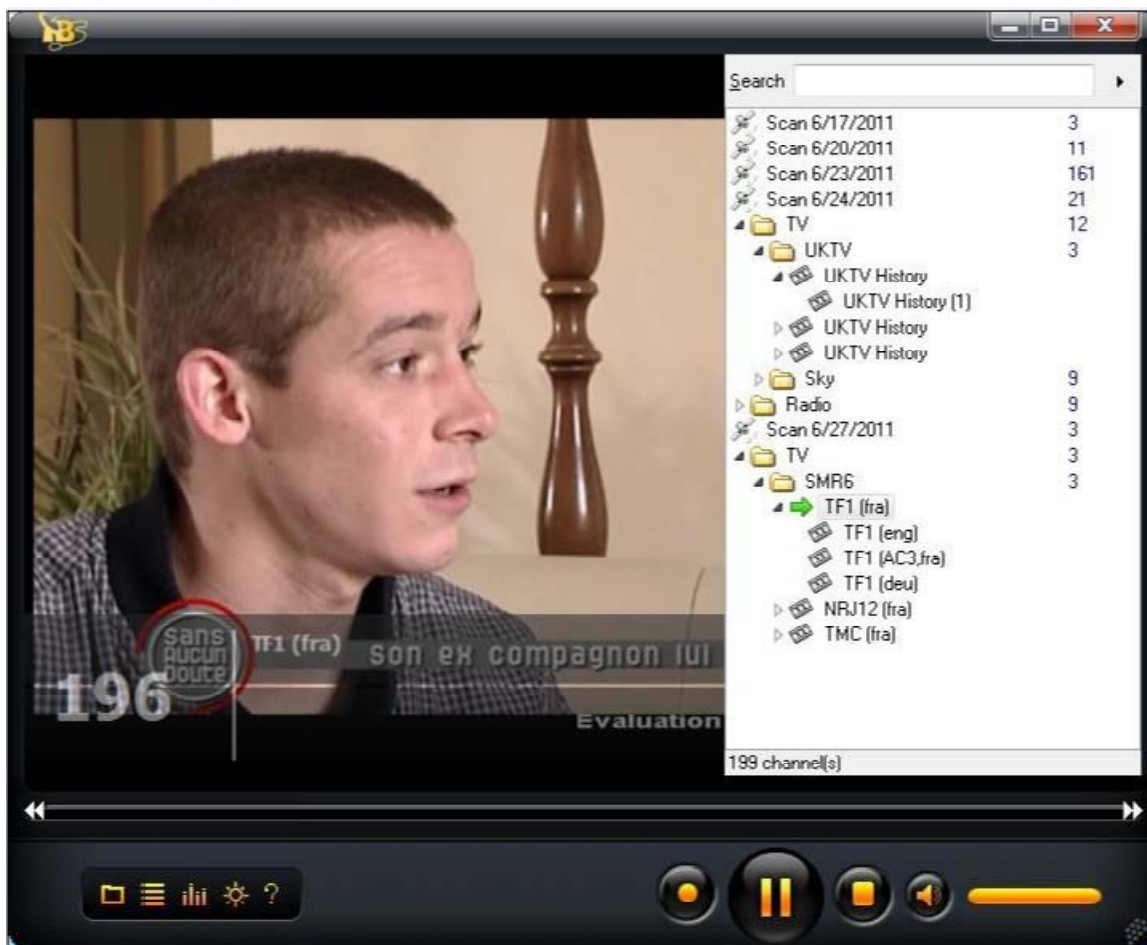 Search
Scan 6/17/2011 3
Scan 6/20/2011 11
Scan 6/23/2011 161
Scan 6/24/2011 21
TV 12
UKTV 3
UKTV History
UKTV History (1)
UKTV History
UKTV History
Sky 9
Radio 9
Scan 6/27/2011 3
TV 3
SMR6 3
TF1 (fra)
TF1 (eng)
TF1 (AC3,fra)
TF1 (deu)
NRJ12 (fra)
TMC (fra)
199 channel(s)
sans
aucun
doute
TF1 (fra)
son ex compagnon lui
196
Evaluation
?